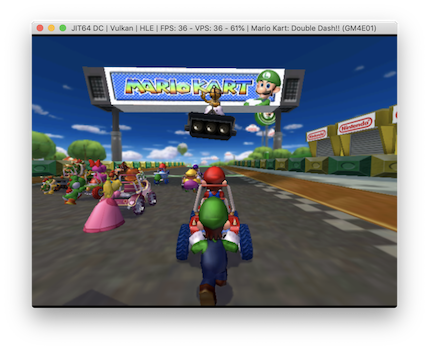 JIT64 DC | Vulkan | HLE | FPS: 36 - VPS: 36 - 61% | Mario Kart: Double Dash!! (GM4E01)
MARIO KART
Nintendo
Nintendo